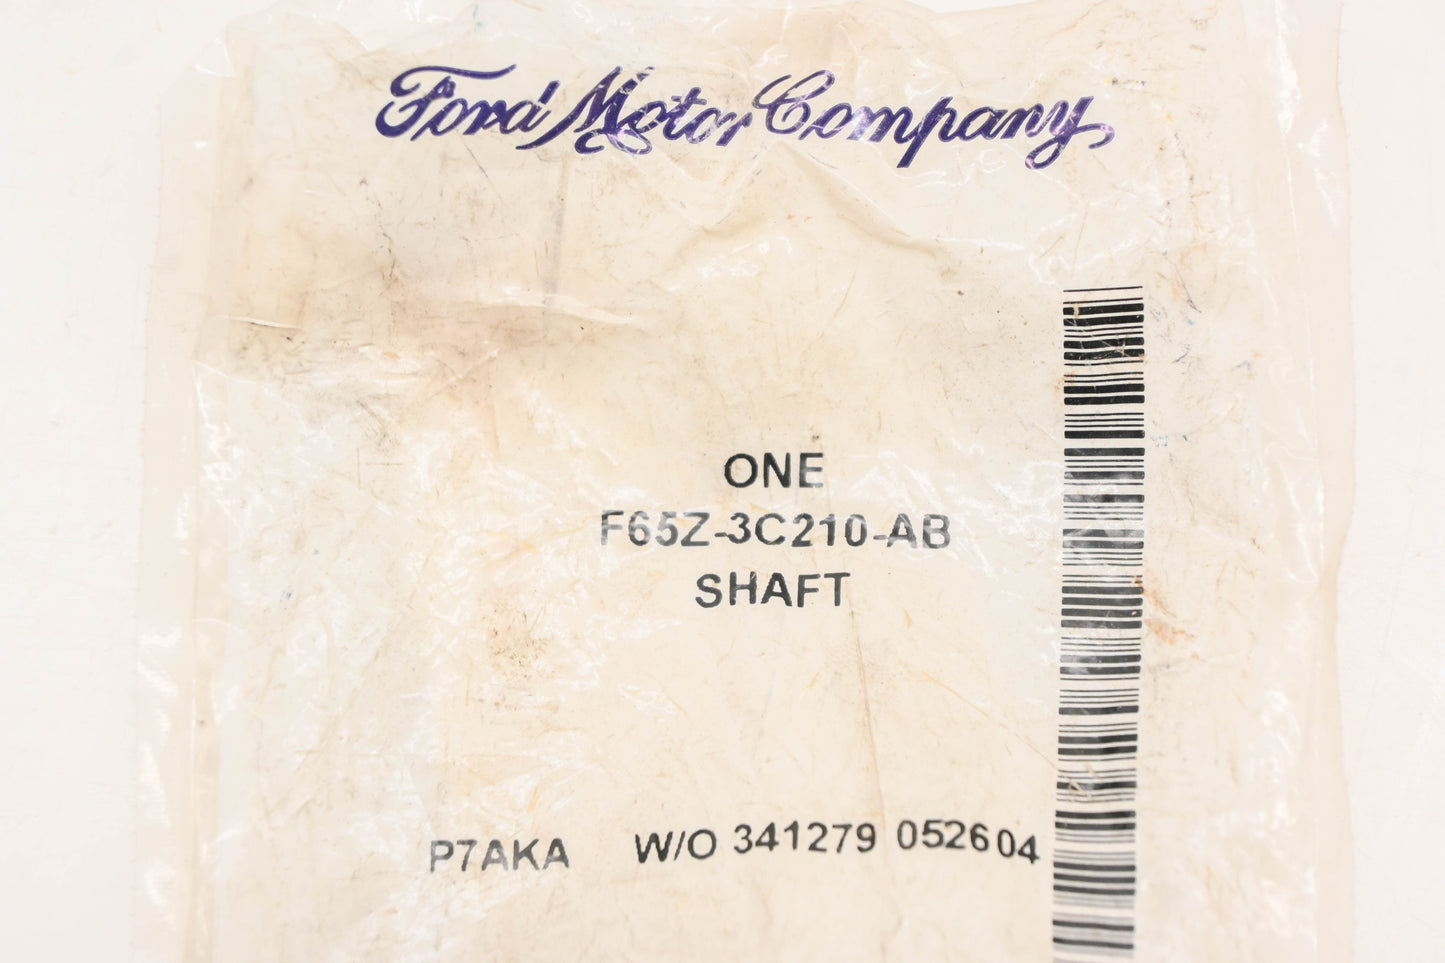 Ford Motor Company
ONE
F65Z-3C210-AB
SHAFT
P7AKA W/O 341279 052604